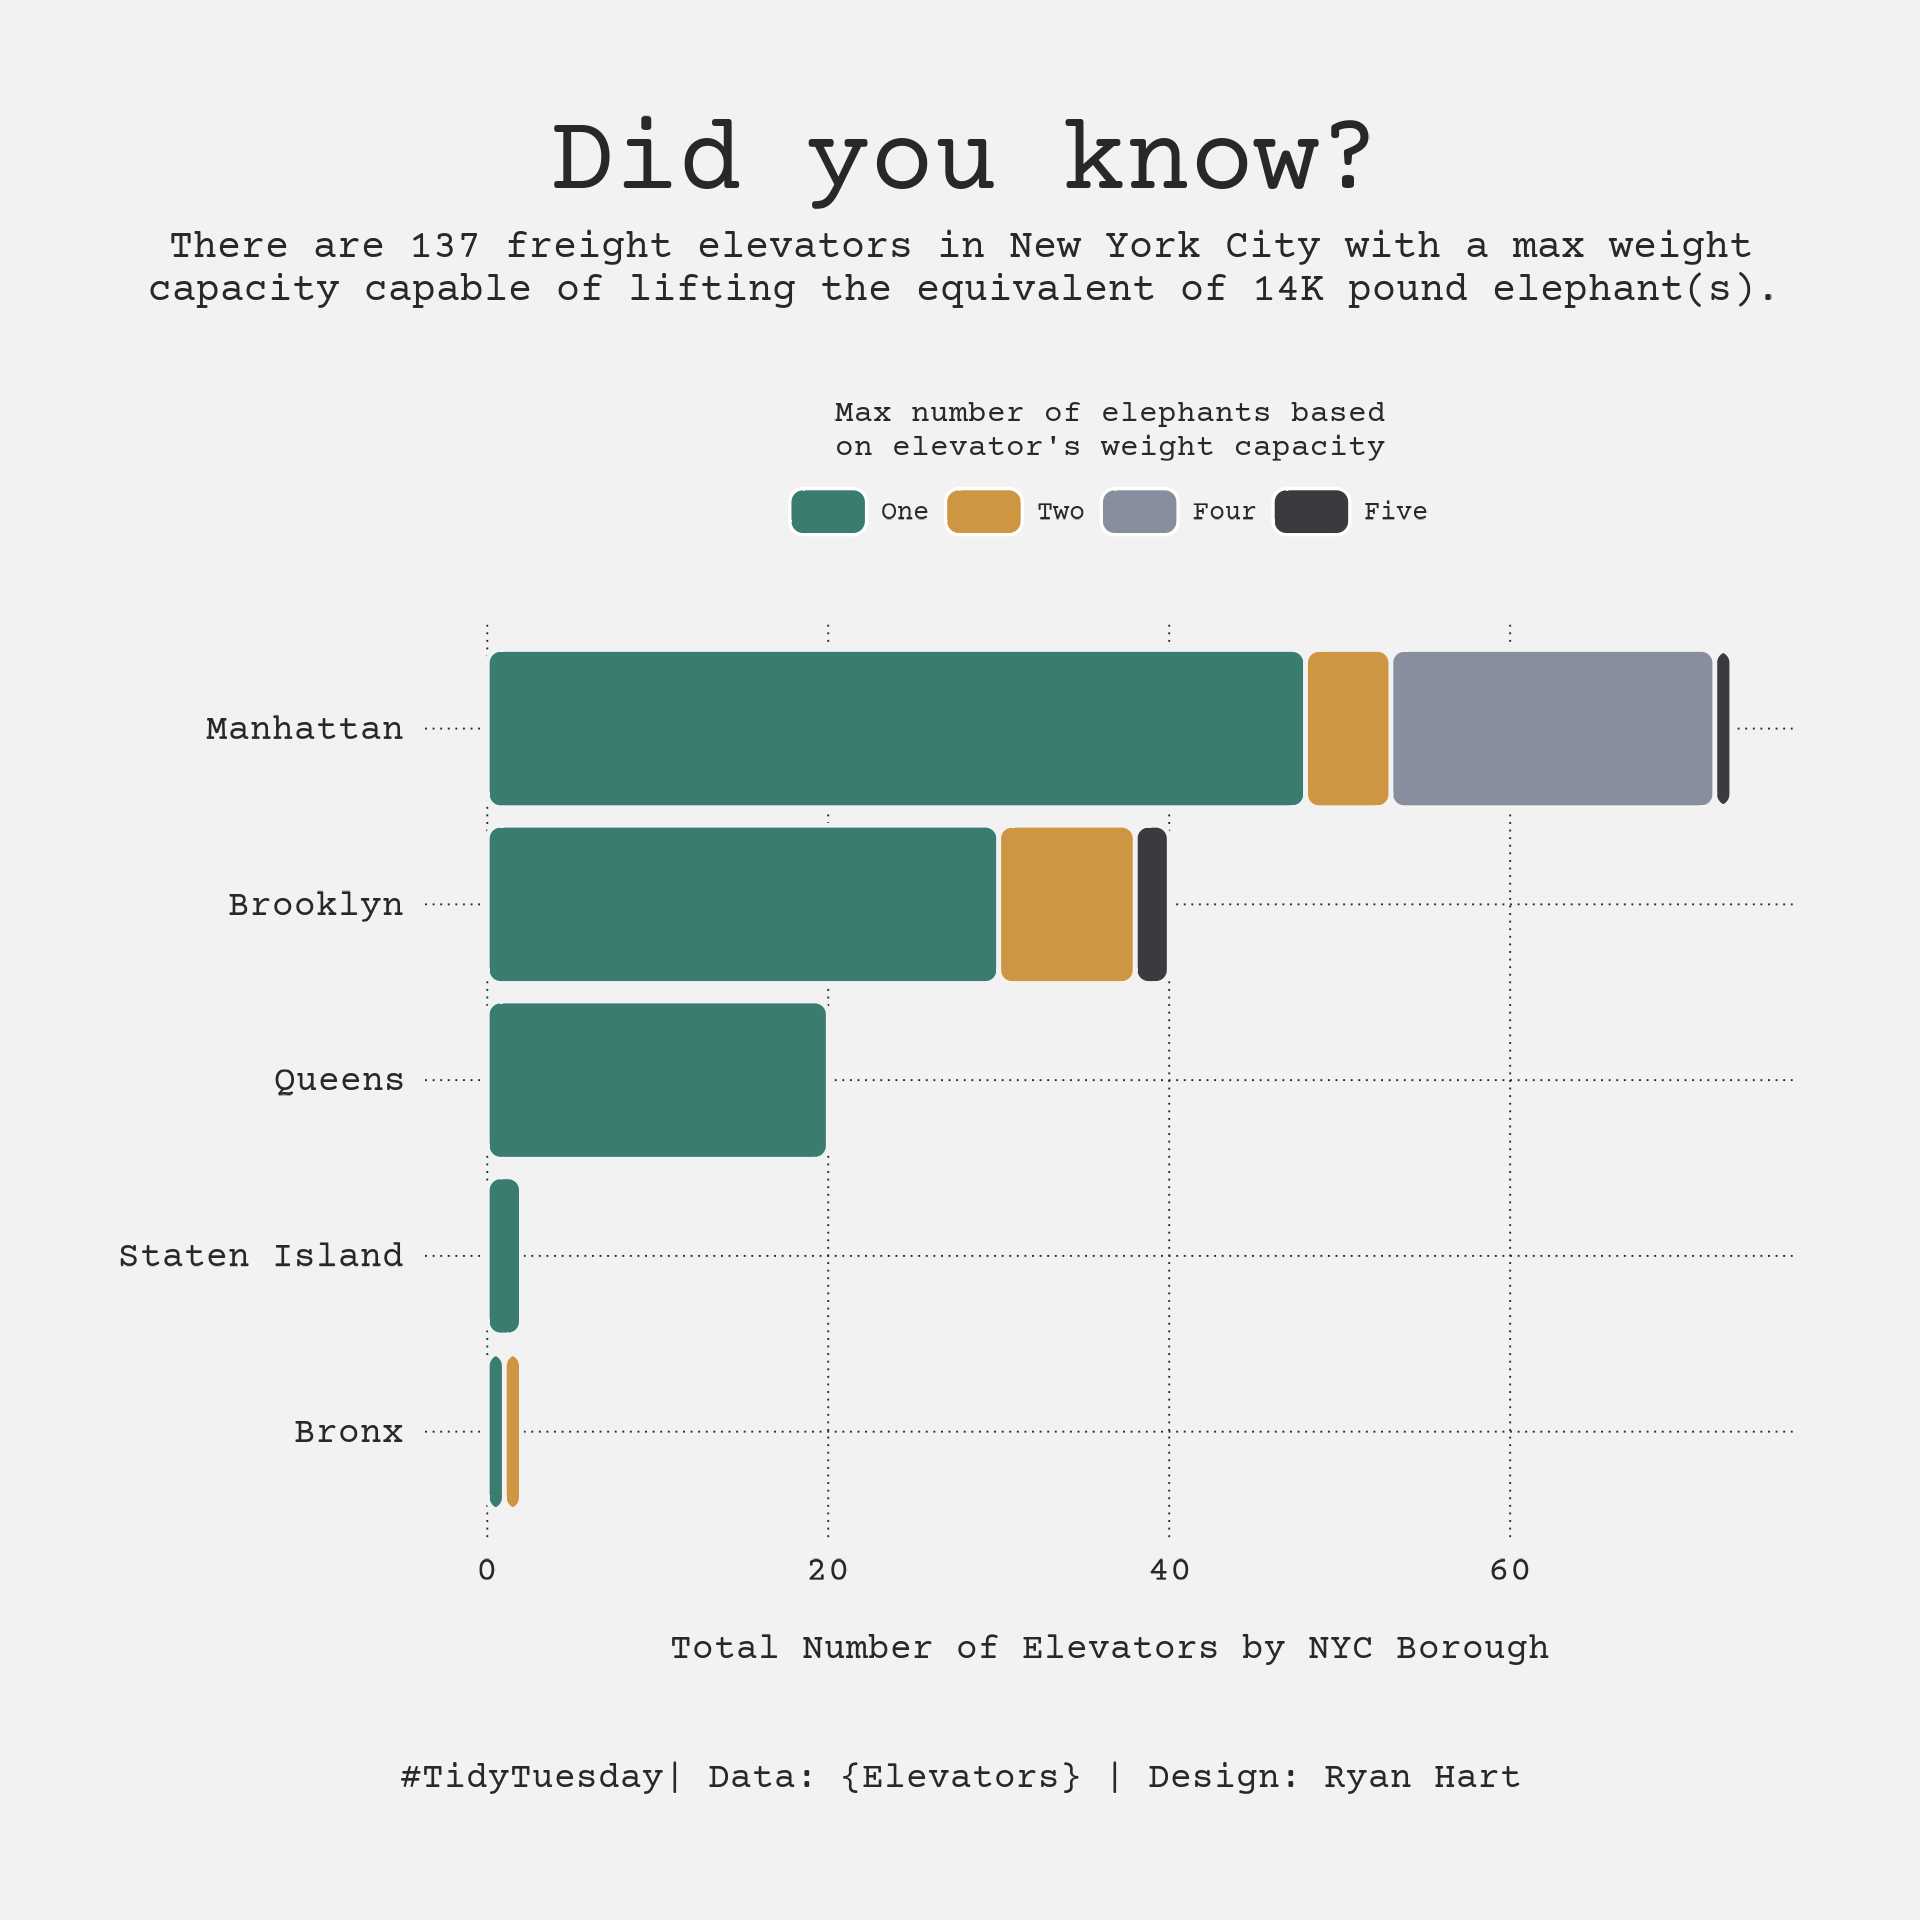 Did you know?
There are 137 freight elevators in New York City with a max weight
capacity capable of lifting the equivalent of 14K pound elephant(s).
Max number of elephants based
on elevator's weight capacity
One Two Four Five
Manhattan
Brooklyn
Queens
Staten Island
Bronx
0 20 40 60
Total Number of Elevators by NYC Borough
#TidyTuesday| Data: {Elevators} | Design: Ryan Hart